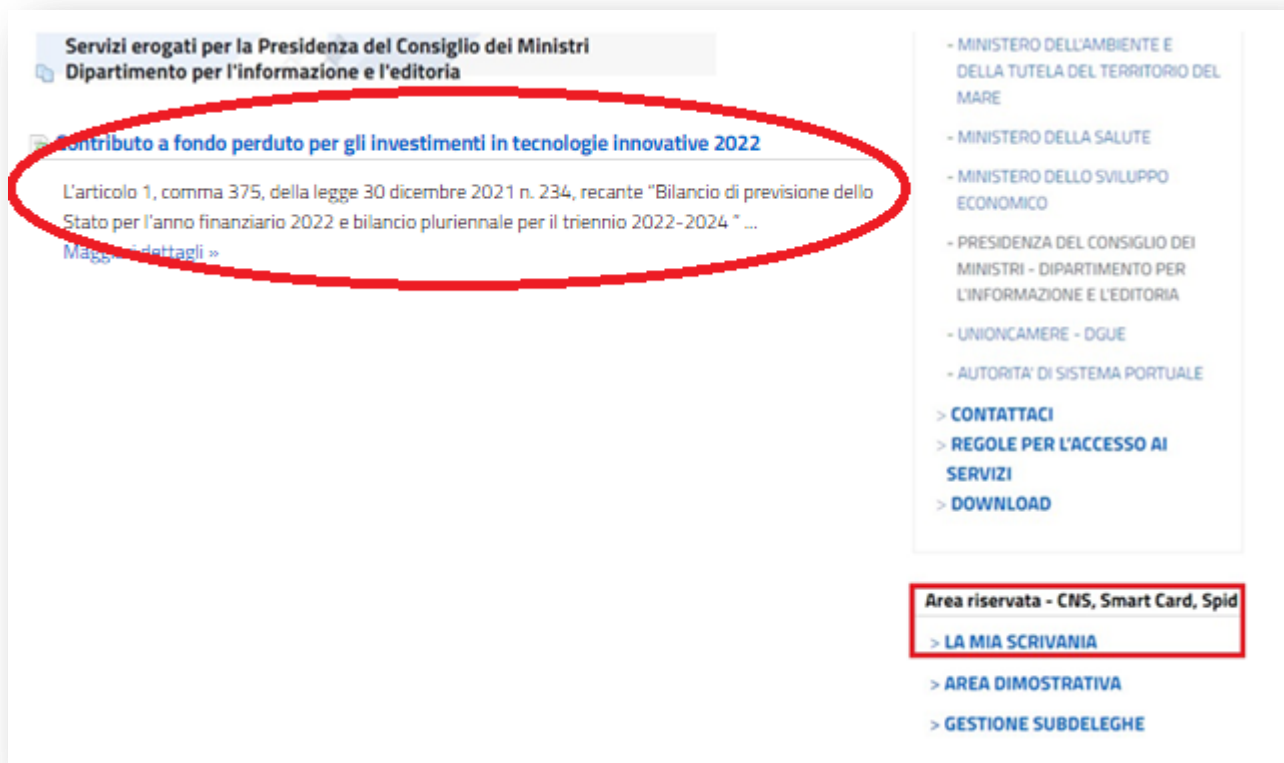 Servizi erogati per la Presidenza del Consiglio dei Ministri
Dipartimento per l'informazione e l'editoria
Contributo a fondo perduto per gli investimenti in tecnologie innovative 2022
L'articolo 1, comma 375, della legge 30 dicembre 2021 n. 234, recante "Bilancio di previsione dello
Stato per l'anno finanziario 2022 e bilancio pluriennale per il triennio 2022-2024 " ...
Maggiori dettagli »
- MINISTERO DELL'AMBIENTE E
DELLA TUTELA DEL TERRITORIO DEL
MARE
- MINISTERO DELLA SALUTE
- MINISTERO DELLO SVILUPPO
ECONOMICO
- PRESIDENZA DEL CONSIGLIO DEI
MINISTRI - DIPARTIMENTO PER
L'INFORMAZIONE E L'EDITORIA
- UNIONCAMERE - DGUE
- AUTORITA' DI SISTEMA PORTUALE
> CONTATTACI
> REGOLE PER L'ACCESSO AI
SERVIZI
> DOWNLOAD
Area riservata - CNS, Smart Card, Spid
> LA MIA SCRIVANIA
> AREA DIMOSTRATIVA
> GESTIONE SUBDELEGHE